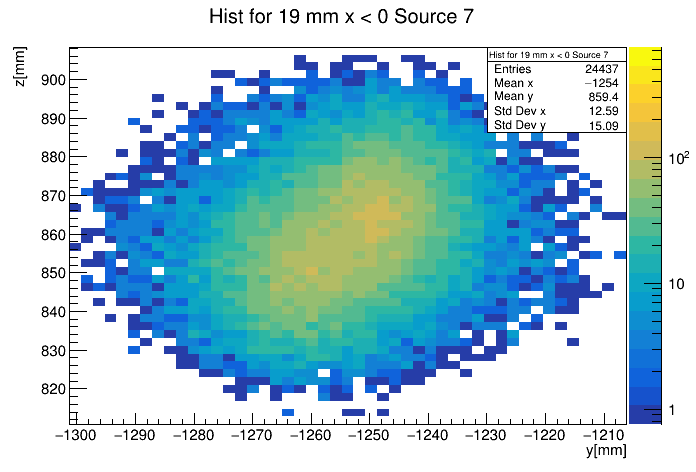 Hist for 19 mm x < 0 Source 7
z[mm]
Hist for 19 mm x < 0 Source 7
Entries 24437
Mean x −1254
Mean y 859.4
Std Dev x 12.59
Std Dev y 15.09
900
890
880
870
860
850
840
830
820
10²
10
1
−1300 −1290 −1280 −1270 −1260 −1250 −1240 −1230 −1220 −1210
y[mm]